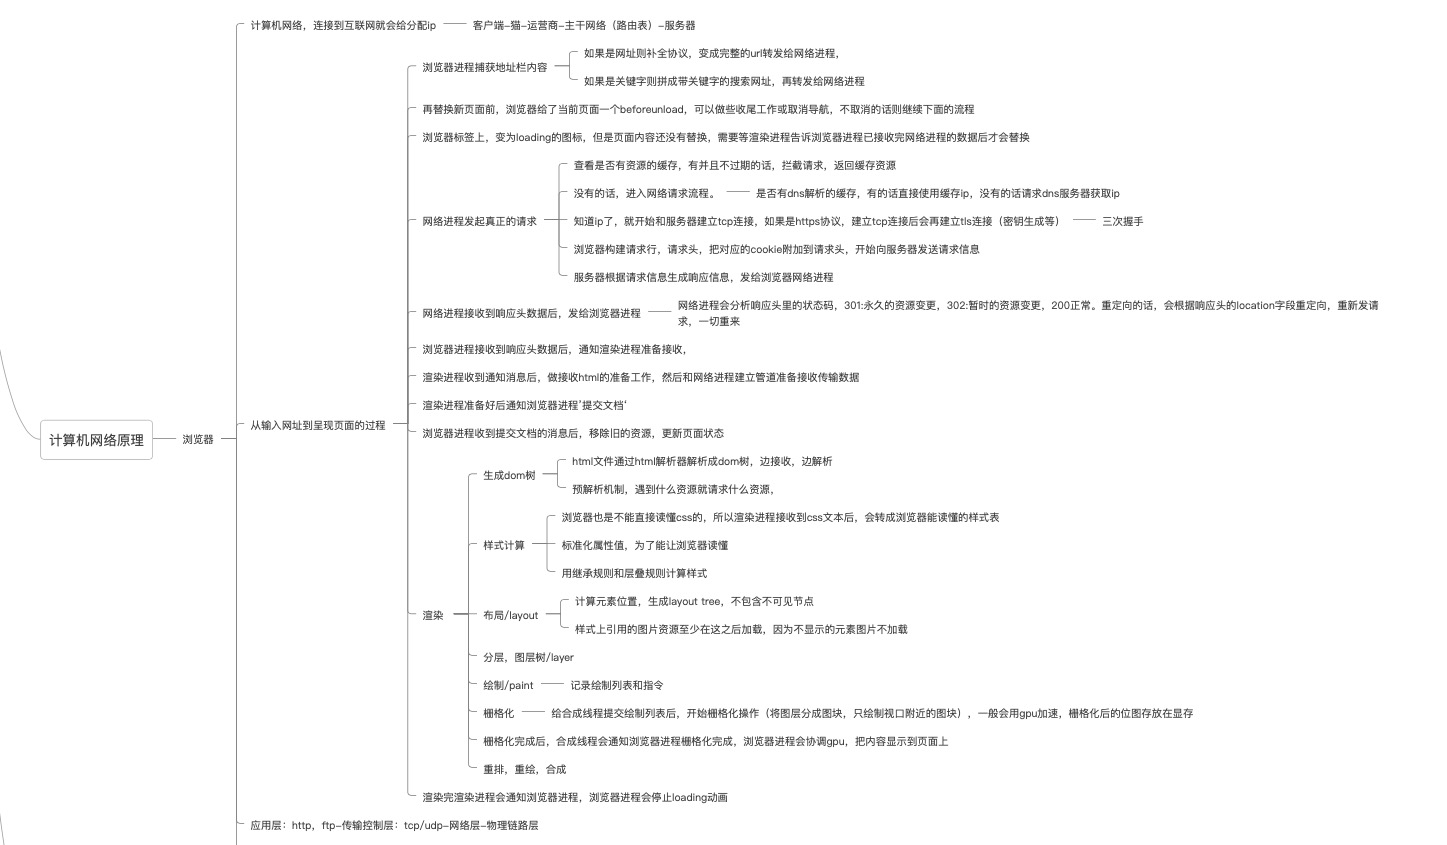 计算机网络，连接到互联网就会给分配ip
客户端-猫-运营商-主干网络（路由表）-服务器
如果是网址则补全协议，变成完整的url转发给网络进程，
浏览器进程捕获地址栏内容
如果是关键字则拼成带关键字的搜索网址，再转发给网络进程
再替换新页面前，浏览器给了当前页面一个beforeunload，可以做些收尾工作或取消导航，不取消的话则继续下面的流程
浏览器标签上，变为loading的图标，但是页面内容还没有替换，需要等渲染进程告诉浏览器进程已接收完网络进程的数据后才会替换
查看是否有资源的缓存，有并且不过期的话，拦截请求，返回缓存资源
没有的话，进入网络请求流程。
是否有dns解析的缓存，有的话直接使用缓存ip，没有的话请求dns服务器获取ip
网络进程发起真正的请求
知道ip了，就开始和服务器建立tcp连接，如果是https协议，建立tcp连接后会再建立tls连接（密钥生成等）
三次握手
浏览器构建请求行，请求头，把对应的cookie附加到请求头，开始向服务器发送请求信息
服务器根据请求信息生成响应信息，发给浏览器网络进程
网络进程接收到响应头数据后，发给浏览器进程
网络进程会分析响应头里的状态码，301:永久的资源变更，302:暂时的资源变更，200正常。重定向的话，会根据响应头的location字段重定向，重新发请
求，一切重来
浏览器进程接收到响应头数据后，通知渲染进程准备接收，
渲染进程收到通知消息后，做接收html的准备工作，然后和网络进程建立管道准备接收传输数据
渲染进程准备好后通知浏览器进程’提交文档‘
从输入网址到呈现页面的过程
浏览器进程收到提交文档的消息后，移除旧的资源，更新页面状态
计算机网络原理
浏览器
html文件通过html解析器解析成dom树，边接收，边解析
生成dom树
预解析机制，遇到什么资源就请求什么资源，
浏览器也是不能直接读懂css的，所以渲染进程接收到css文本后，会转成浏览器能读懂的样式表
样式计算
标准化属性值，为了能让浏览器读懂
用继承规则和层叠规则计算样式
计算元素位置，生成layout tree，不包含不可见节点
渲染
布局/layout
样式上引用的图片资源至少在这之后加载，因为不显示的元素图片不加载
分层，图层树/layer
绘制/paint
记录绘制列表和指令
栅格化
给合成线程提交绘制列表后，开始栅格化操作（将图层分成图块，只绘制视口附近的图块），一般会用gpu加速，栅格化后的位图存放在显存
栅格化完成后，合成线程会通知浏览器进程栅格化完成，浏览器进程会协调gpu，把内容显示到页面上
重排，重绘，合成
渲染完渲染进程会通知浏览器进程，浏览器进程会停止loading动画
应用层：http，ftp-传输控制层：tcp/udp-网络层-物理链路层